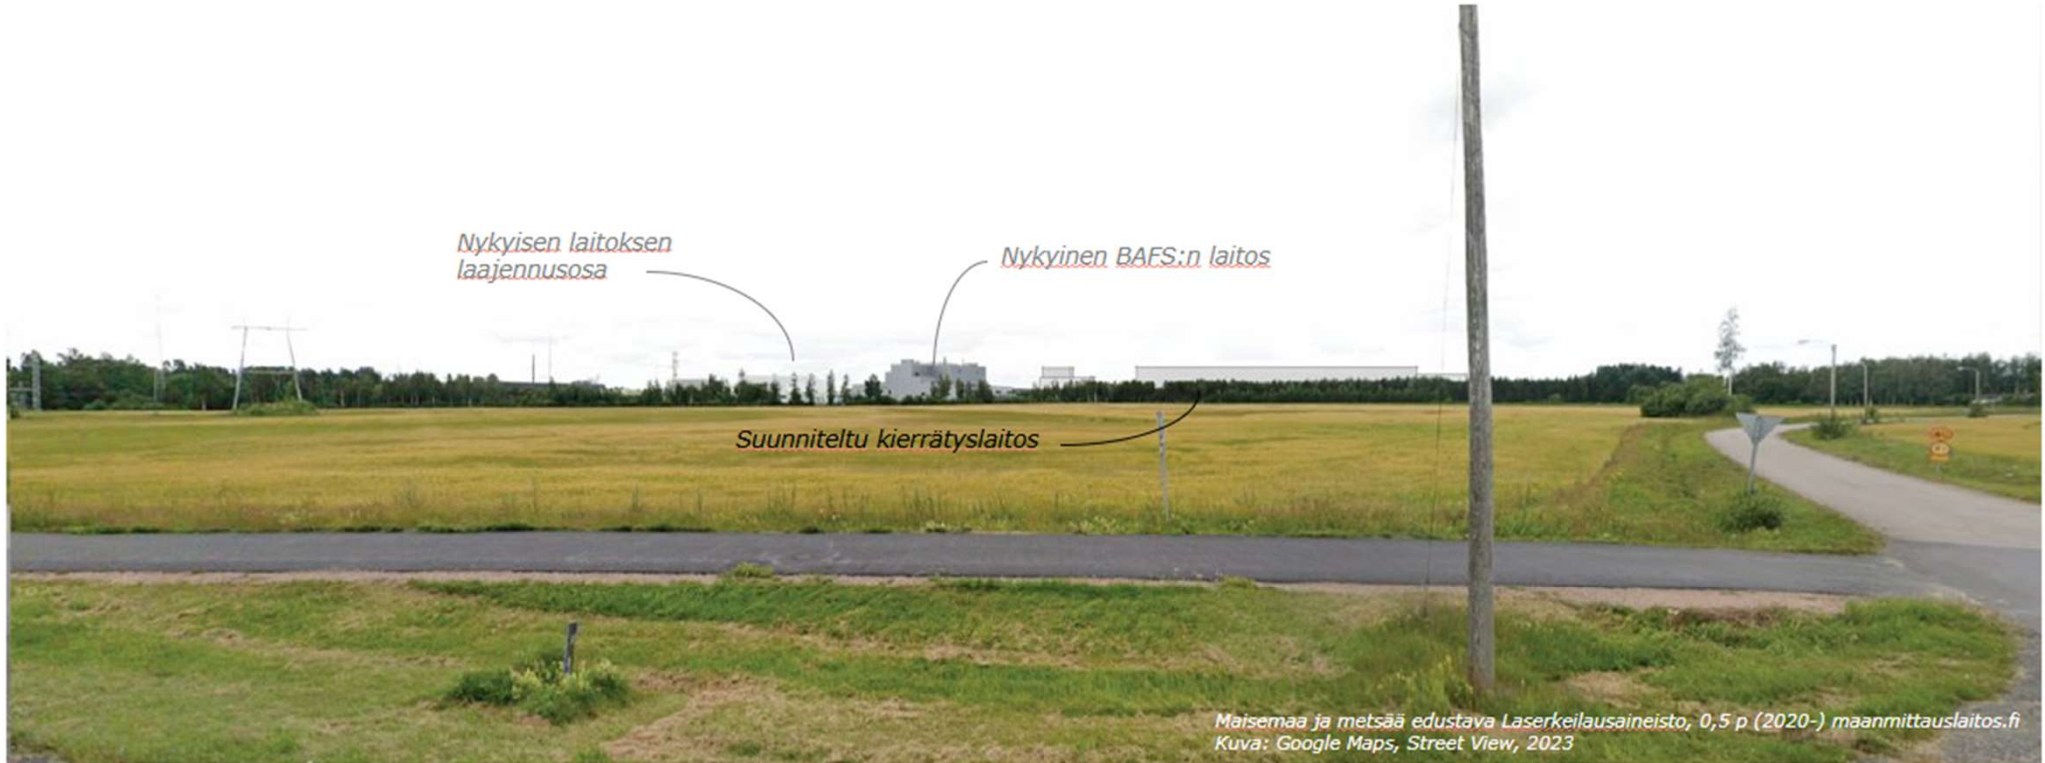 Nykyisen laitoksen
laajennusosa
Nykyinen BAFS:n laitos
Suunniteltu kierrätyslaitos
Maisemaa ja metsää edustava Laserkeilausaineisto, 0,5 p (2020-) maanmittauslaitos.fi
Kuva: Google Maps, Street View, 2023